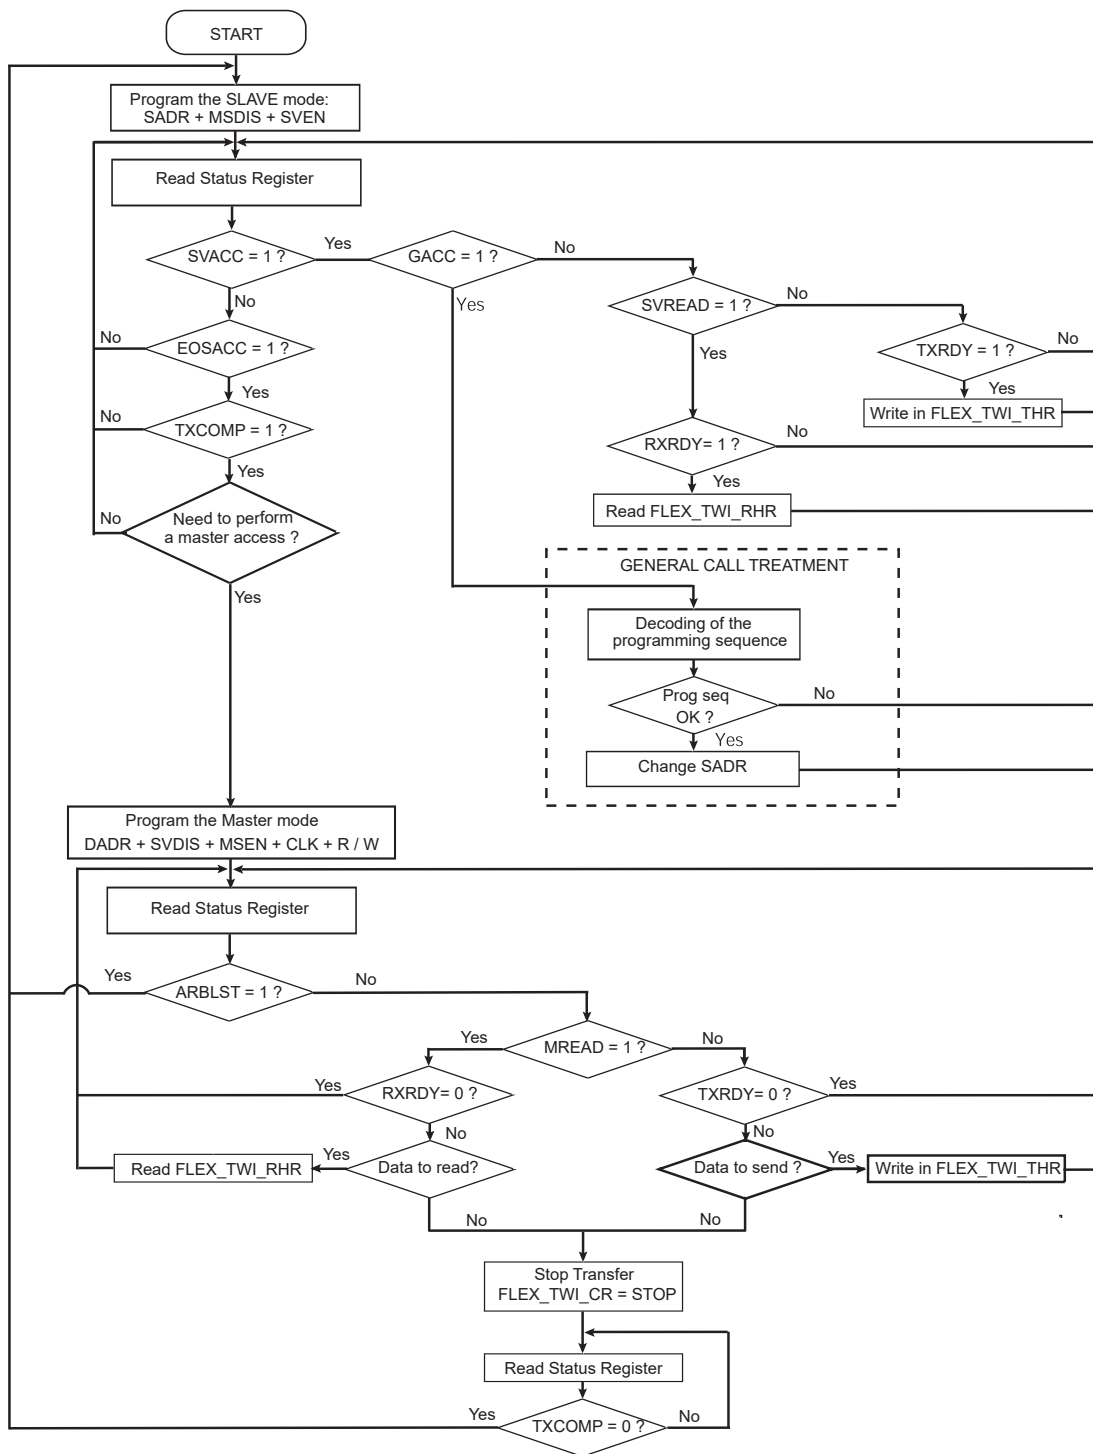 START
Program the SLAVE mode:
SADR + MSDIS + SVEN
Read Status Register
SVACC = 1 ?
Yes
GACC = 1 ?
No
No
Yes
SVREAD = 1 ?
No
EOSACC = 1 ?
No
Yes
Yes
TXRDY = 1 ?
No
Yes
Write in FLEX_TWI_THR
TXCOMP = 1 ?
No
Yes
RXRDY= 1 ?
No
Yes
Read FLEX_TWI_RHR
Need to perform
a master access ?
No
Yes
GENERAL CALL TREATMENT
Decoding of the
programming sequence
Prog seq
OK ?
No
Yes
Change SADR
Program the Master mode
DADR + SVDIS + MSEN + CLK + R / W
Read Status Register
Yes
ARBLST = 1 ?
No
Yes
MREAD = 1 ?
No
Yes
RXRDY= 0 ?
TXRDY= 0 ?
Yes
No
No
Read FLEX_TWI_RHR
Yes
Data to read?
Data to send ?
Yes
Write in FLEX_TWI_THR
No
No
Stop Transfer
FLEX_TWI_CR = STOP
Read Status Register
Yes
TXCOMP = 0 ?
No